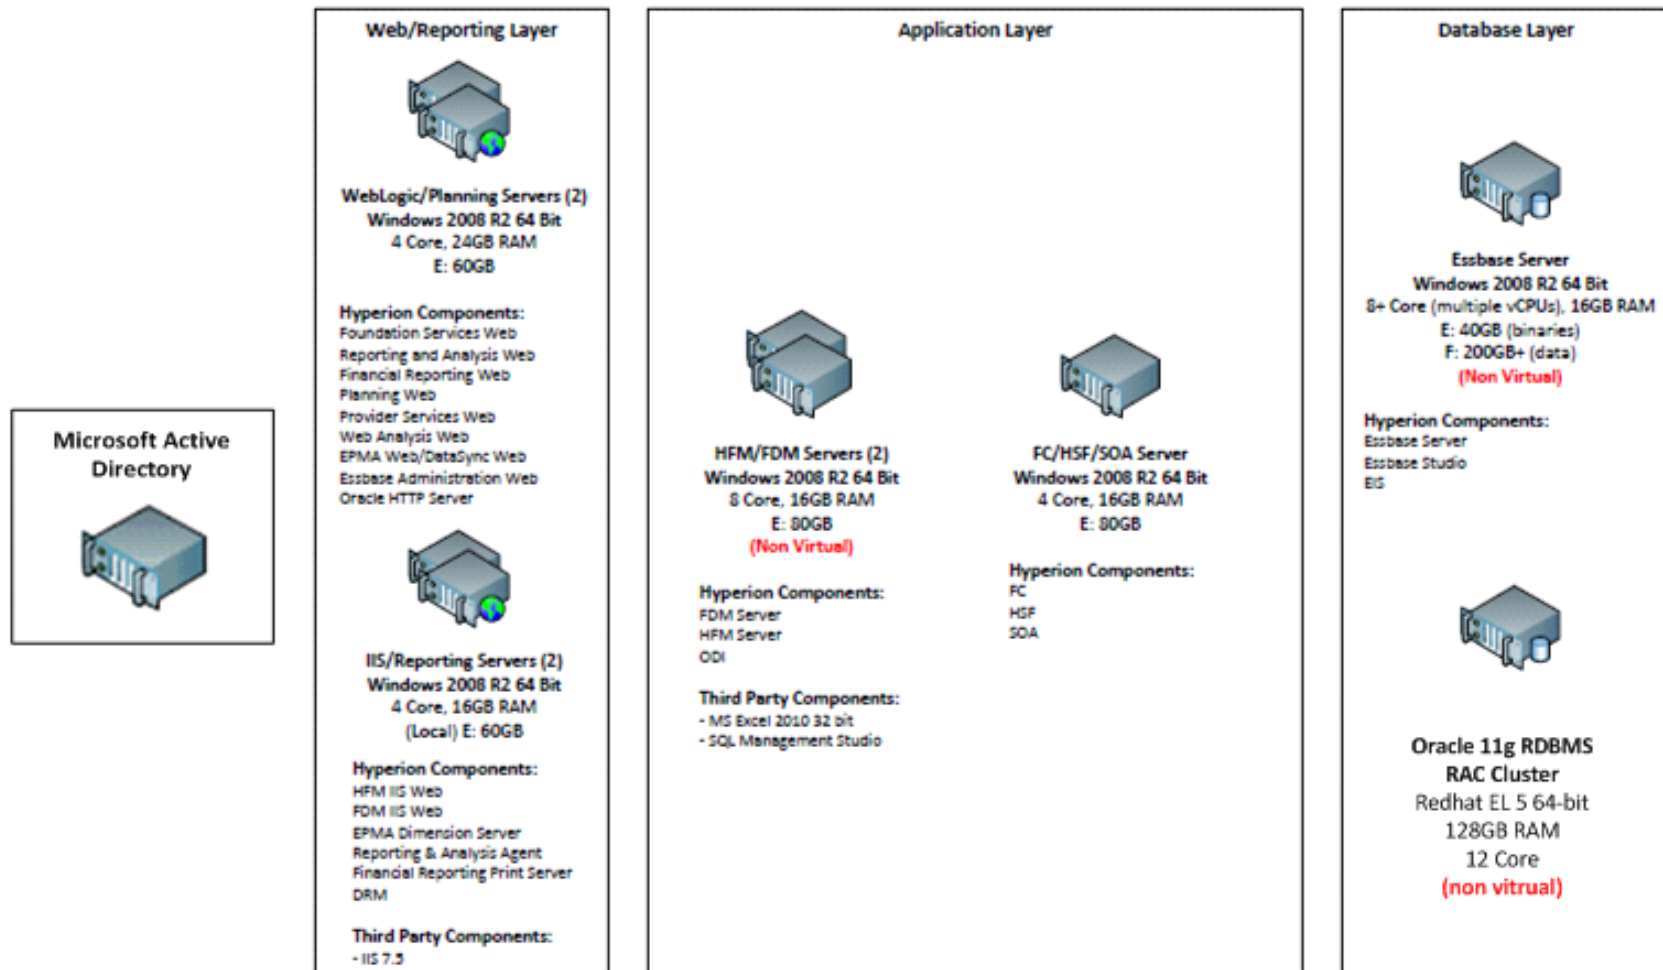 Microsoft Active
Directory
Web/Reporting Layer
WebLogic/Planning Servers (2)
Windows 2008 R2 64 Bit
4 Core, 24GB RAM
E: 60GB
Hyperion Components:
Foundation Services Web
Reporting and Analysis Web
Financial Reporting Web
Planning Web
Provider Services Web
Web Analysis Web
EPMA Web/DataSync Web
Essbase Administration Web
Oracle HTTP Server
IIS/Reporting Servers (2)
Windows 2008 R2 64 Bit
4 Core, 16GB RAM
(Local) E: 60GB
Hyperion Components:
HFM IIS Web
FDM IIS Web
EPMA Dimension Server
Reporting & Analysis Agent
Financial Reporting Print Server
DRM
Third Party Components:
- IIS 7.5
Application Layer
HFM/FDM Servers (2)
Windows 2008 R2 64 Bit
8 Core, 16GB RAM
E: 80GB
(Non Virtual)
Hyperion Components:
FDM Server
HFM Server
ODI
Third Party Components:
- MS Excel 2010 32 bit
- SQL Management Studio
FC/HSF/SOA Server
Windows 2008 R2 64 Bit
4 Core, 16GB RAM
E: 80GB
Hyperion Components:
FC
HSF
SOA
Database Layer
Essbase Server
Windows 2008 R2 64 Bit
8+ Core (multiple vCPUs), 16GB RAM
E: 40GB (binaries)
F: 200GB+ (data)
(Non Virtual)
Hyperion Components:
Essbase Server
Essbase Studio
EIS
Oracle 11g RDBMS
RAC Cluster
Redhat EL 5 64-bit
128GB RAM
12 Core
(non vitrual)